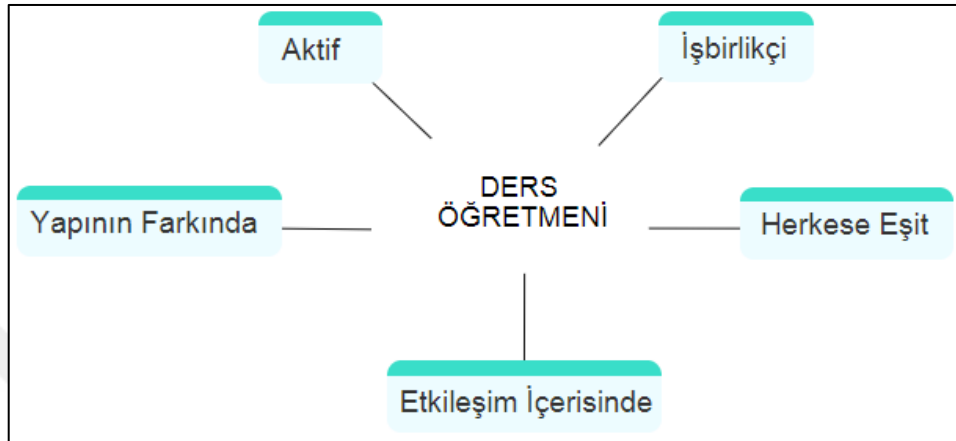 Aktif
İşbirlikçi
DERS
ÖĞRETMENİ
Yapının Farkında
Herkese Eşit
Etkileşim İçerisinde